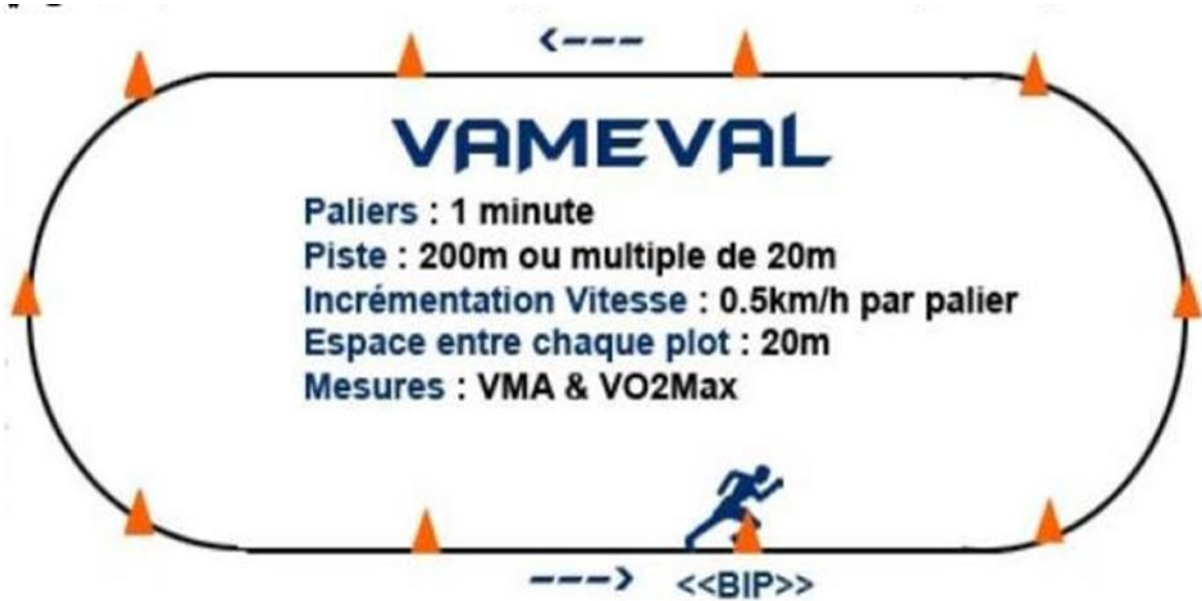 VAMEVAL
Paliers : 1 minute
Piste : 200m ou multiple de 20m
Incrémentation Vitesse : 0.5km/h par palier
Espace entre chaque plot : 20m
Mesures : VMA & VO2Max
<<BIP>>